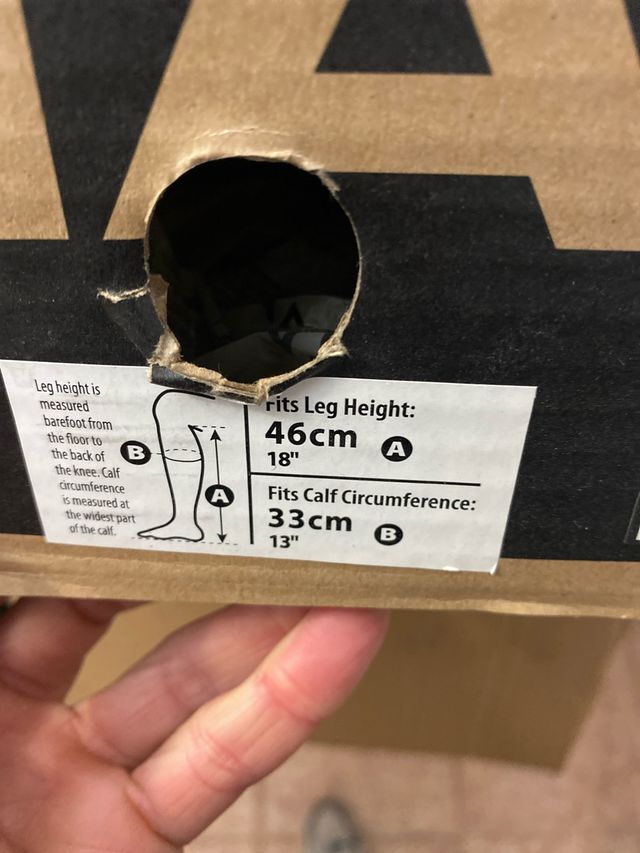 Leg height is
measured
barefoot from
the floor to
the back of
the knee. Calf
circumference
is measured at
the widest part
of the calf.
B
A
Fits Leg Height:
46cm A
18"
Fits Calf Circumference:
33cm B
13"